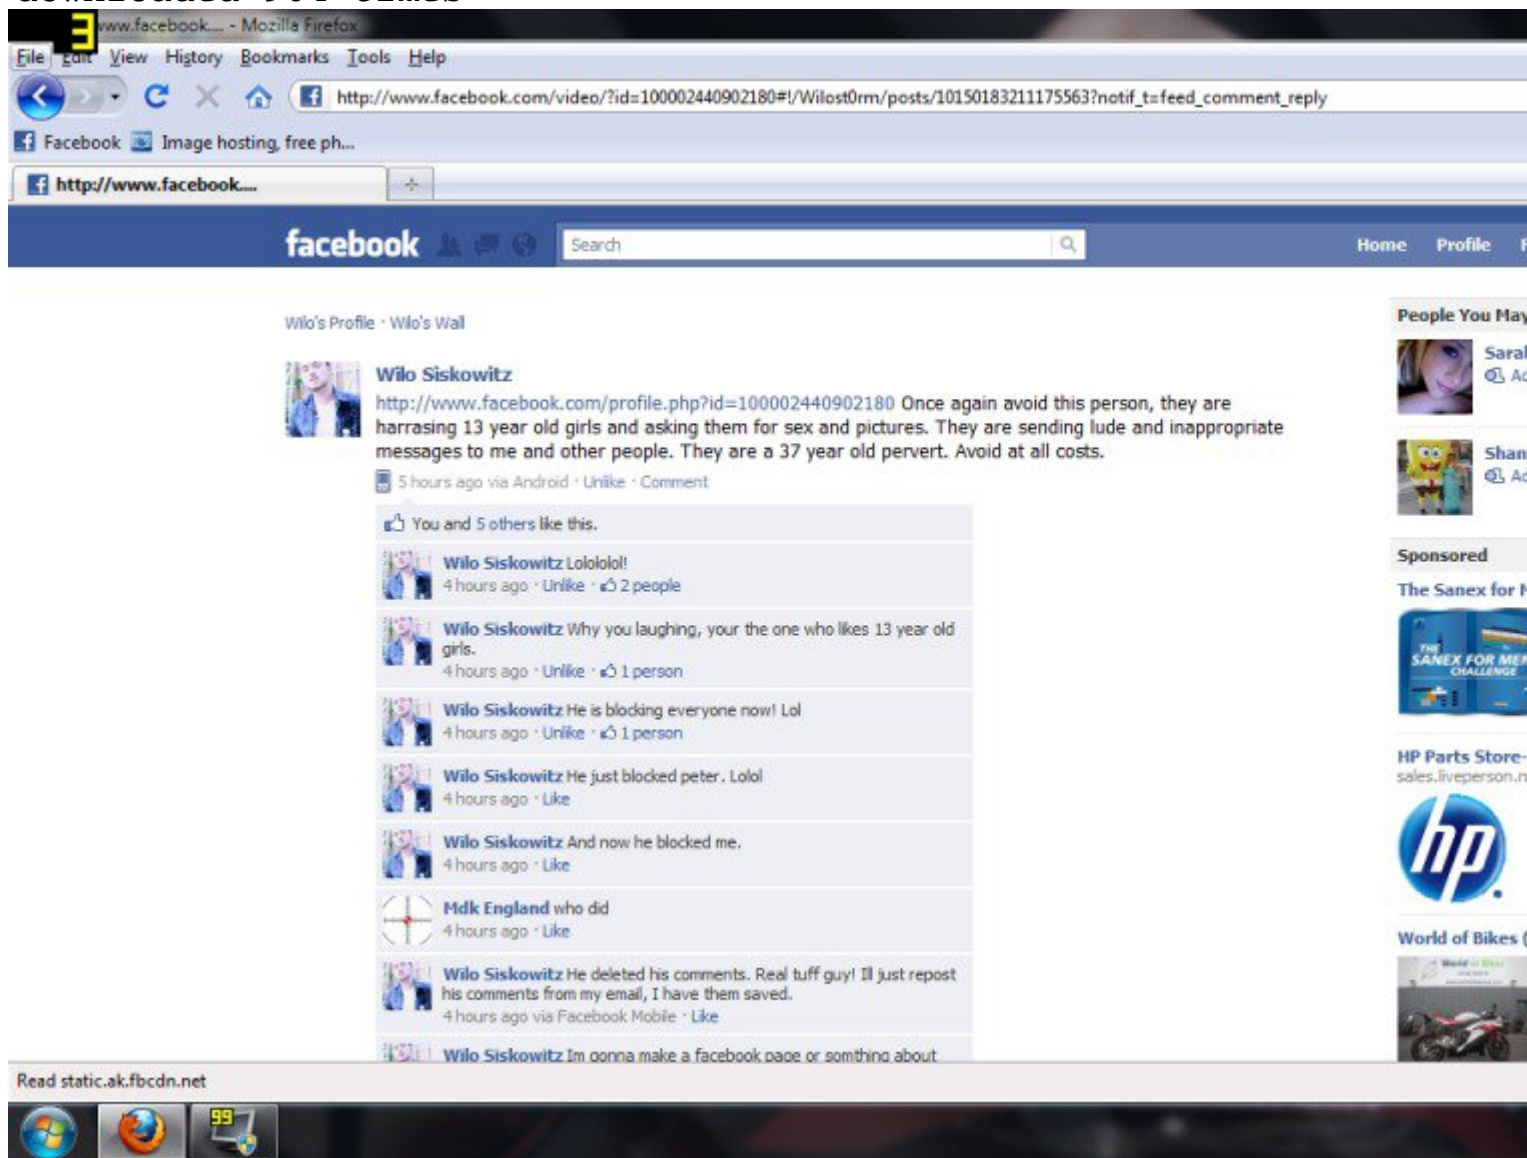 www.facebook.... - Mozilla Firefox
3
File Edit View History Bookmarks Tools Help
http://www.facebook.com/video/?id=100002440902180#!/Wilost0rm/posts/10150183211175563?notif_t=feed_comment_reply
Facebook Image hosting, free ph...
http://www.facebook....
facebook Search Home Profile
Wilo's Profile · Wilo's Wall
Wilo Siskowitz
http://www.facebook.com/profile.php?id=100002440902180 Once again avoid this person, they are
harrasing 13 year old girls and asking them for sex and pictures. They are sending lude and inappropriate
messages to me and other people. They are a 37 year old pervert. Avoid at all costs.
5 hours ago via Android · Unlike · Comment
You and 5 others like this.
Wilo Siskowitz Lolololol!
4 hours ago · Unlike · 2 people
Wilo Siskowitz Why you laughing, your the one who likes 13 year old
girls.
4 hours ago · Unlike · 1 person
Wilo Siskowitz He is blocking everyone now! Lol
4 hours ago · Unlike · 1 person
Wilo Siskowitz He just blocked peter. Lolol
4 hours ago · Like
Wilo Siskowitz And now he blocked me.
4 hours ago · Like
Mdk England who did
4 hours ago · Like
Wilo Siskowitz He deleted his comments. Real tuff guy! Ill just repost
his comments from my email, I have them saved.
4 hours ago via Facebook Mobile · Like
Wilo Siskowitz Im gonna make a facebook page or somthing about
People You May
Sponsored
The Sanex for
THE
SANEX FOR MEN
CHALLENGE
HP Parts Store-
sales.liveperson.n
hp
World of Bikes (
World of Bikes
Read static.ak.fbcdn.net
99